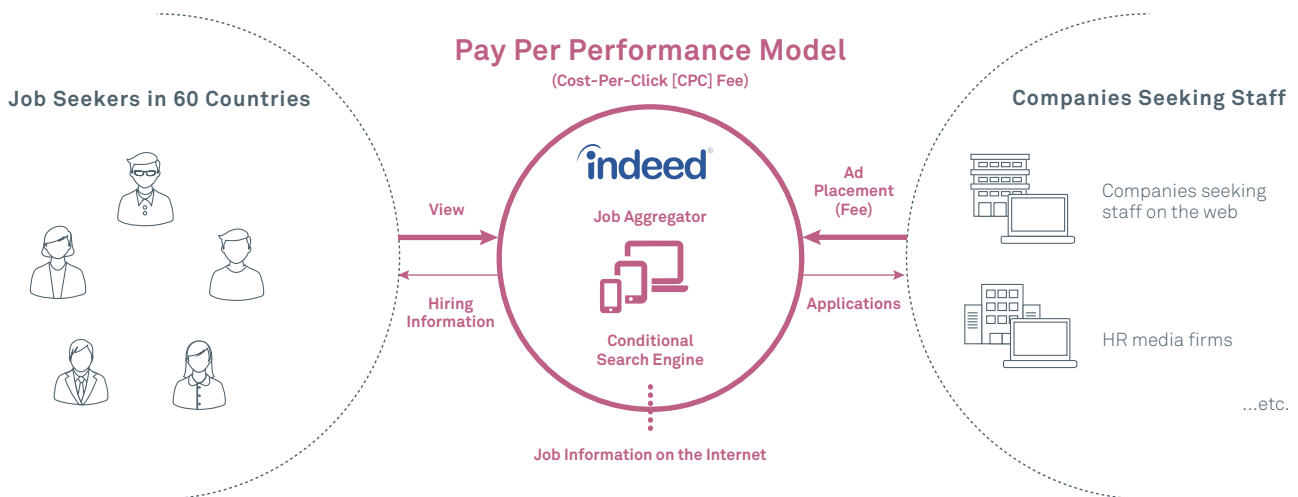 Pay Per Performance Model
(Cost-Per-Click [CPC] Fee)
Job Seekers in 60 Countries
Companies Seeking Staff
indeed®
Job Aggregator
Conditional
Search Engine
View
Hiring
Information
Ad
Placement
(Fee)
Applications
Companies seeking
staff on the web
HR media firms
...etc.
Job Information on the Internet